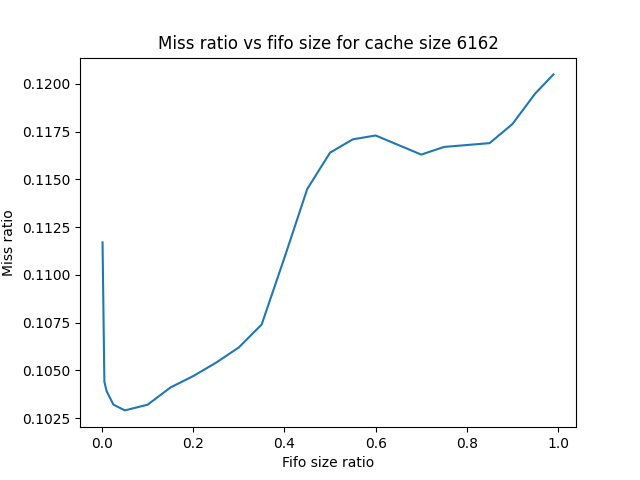 Miss ratio vs fifo size for cache size 6162
0.1200
0.1175
0.1150
0.1125
0.1100
0.1075
0.1050
0.1025
Miss ratio
0.0 0.2 0.4 0.6 0.8 1.0
Fifo size ratio